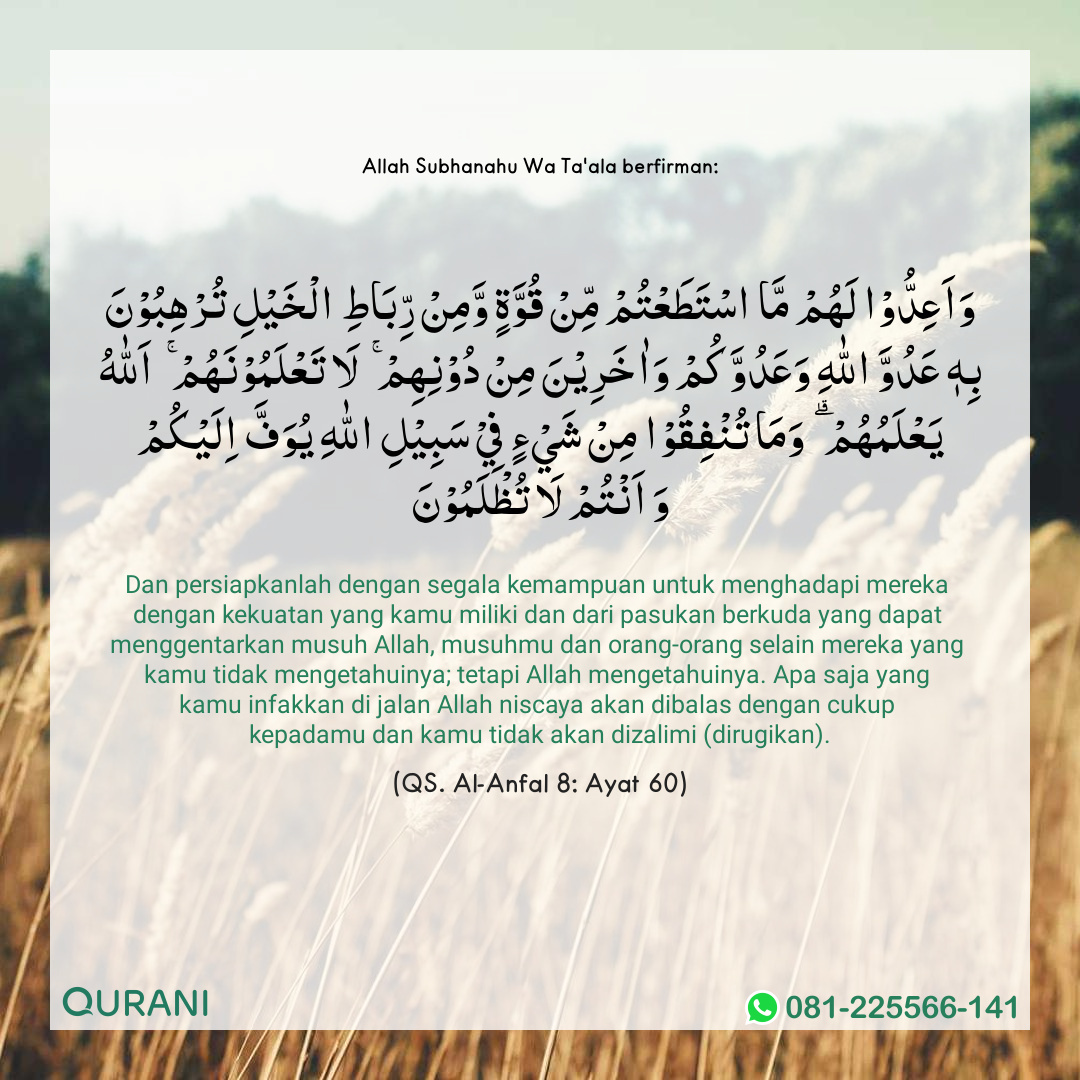 Allah Subhanahu Wa Ta'ala berfirman:
وَاَعِدُّوْا لَهُمْ مَّا اسْتَطَعْتُمْ مِّنْ قُوَّةٍ وَّمِنْ رِّبَاطِ الْخَيْلِ تُرْهِبُوْنَ
بِهٖ عَدُوَّ اللّٰهِ وَعَدُوَّكُمْ وَاٰخَرِيْنَ مِنْ دُوْنِهِمْ ۚ لَا تَعْلَمُوْنَهُمْ ۚ اَللّٰهُ
يَعْلَمُهُمْ ۗ وَمَا تُنْفِقُوْا مِنْ شَيْءٍ فِيْ سَبِيْلِ اللّٰهِ يُوَفَّ اِلَيْكُمْ
وَاَنْـتُمْ لَا تُظْلَمُوْنَ
Dan persiapkanlah dengan segala kemampuan untuk menghadapi mereka
dengan kekuatan yang kamu miliki dan dari pasukan berkuda yang dapat
menggentarkan musuh Allah, musuhmu dan orang-orang selain mereka yang
kamu tidak mengetahuinya; tetapi Allah mengetahuinya. Apa saja yang
kamu infakkan di jalan Allah niscaya akan dibalas dengan cukup
kepadamu dan kamu tidak akan dizalimi (dirugikan).
(QS. Al-Anfal 8: Ayat 60)
QURANI
081-225566-141